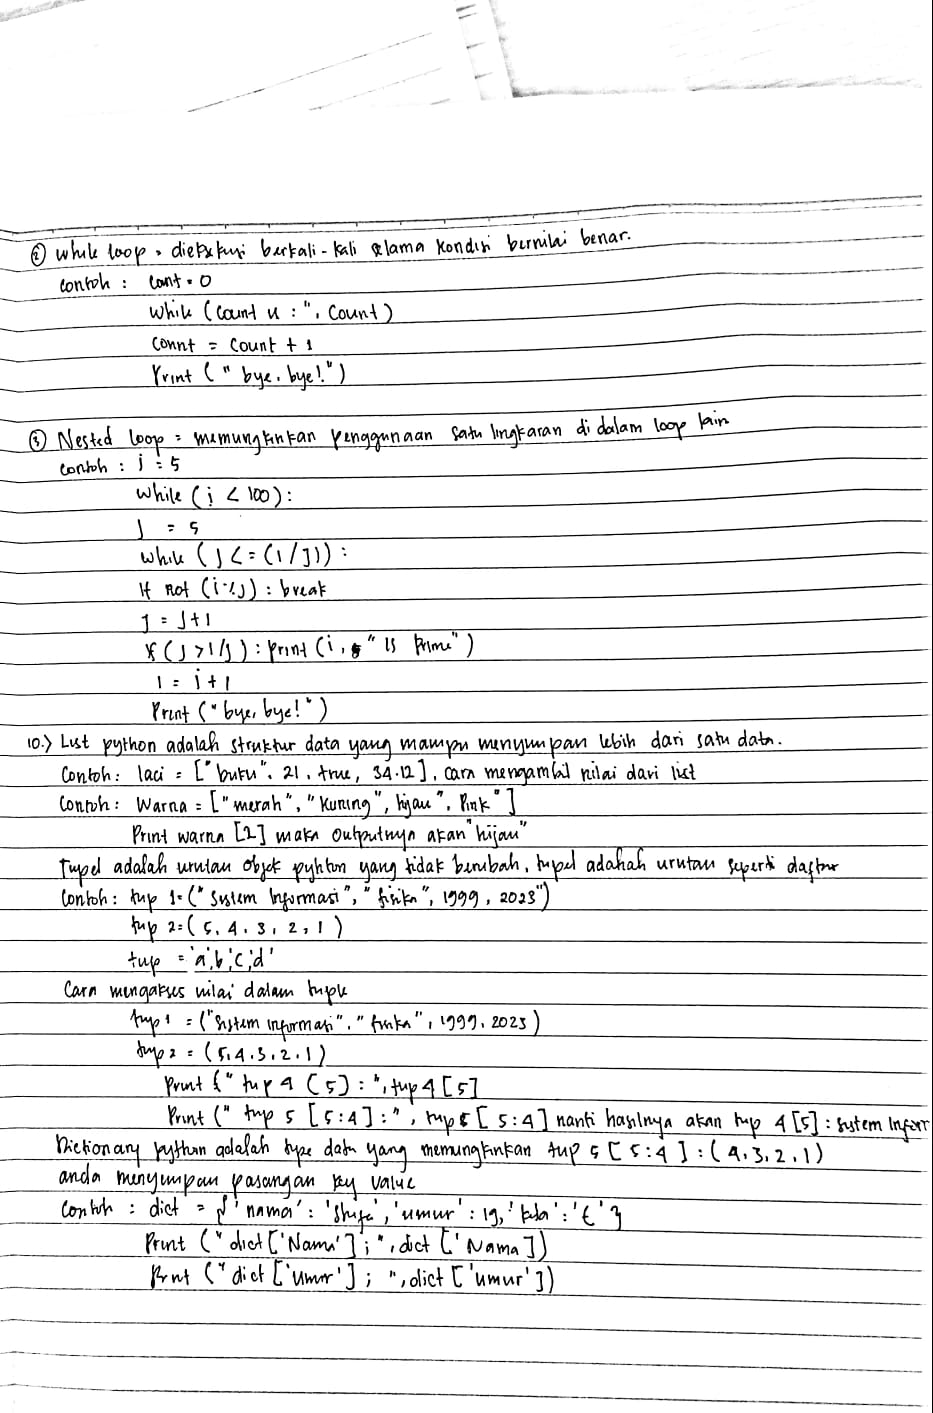 ② while loop = dieksekusi berkali-kali selama kondisi bernilai benar.
contoh : Cont = 0
while (count u : ", Count)
Connt = Count + 1
Print (" bye, bye!")
③ Nested loop = memungkinkan penggunaan satu lingkaran di dalam loop lain
contoh : i = 5
while (i < 100) :
J = 5
while (J <= (i/J)) :
If not (i%J) : break
J = J+1
If (J > i/J) : print (i, " is Prime")
i = i+1
Print ("bye, bye!")
10.) List python adalah struktur data yang mampu menyimpan lebih dari satu data.
Contoh : laci = ["buku", 21, true, 34.12], cara mengambil nilai dari list
Contoh : Warna = ["merah", "kuning", hijau", Pink"]
Print warna [2] maka outputnya akan "hijau"
Tupel adalah urutan objek pyhton yang tidak berubah, tupel adahah urutan seperti daftar
Contoh : tup 1 = (" Sistem Informasi", "fisika", 1999, 2023")
tup 2 = (5, 4, 3, 2, 1)
tup = 'a,b,c,d'
Cara mengakses nilai dalam tuple
tup 1 = ("sistem informasi", "fisika", 1999, 2023)
tup 2 = (5,4,3,2,1)
print (" tup 4 (5) : ", tup 4 [5]
Print (" tup 5 [5:4] : ", tup 5 [5:4] nanti hasilnya akan tup 4 [5] : sistem Infor
Dictionary python adalah type data yang memungkinkan tup 5 [5:4] : (4,3,2,1)
anda menyimpan pasangan key value
Contoh : dict = {'nama' : 'Shifa', 'umur' : 19, : 'E'}
Print ("dict ['Nama'] ; ", dict ['Nama])
Print ("dict ['umur'] ; ", dict ['umur'])